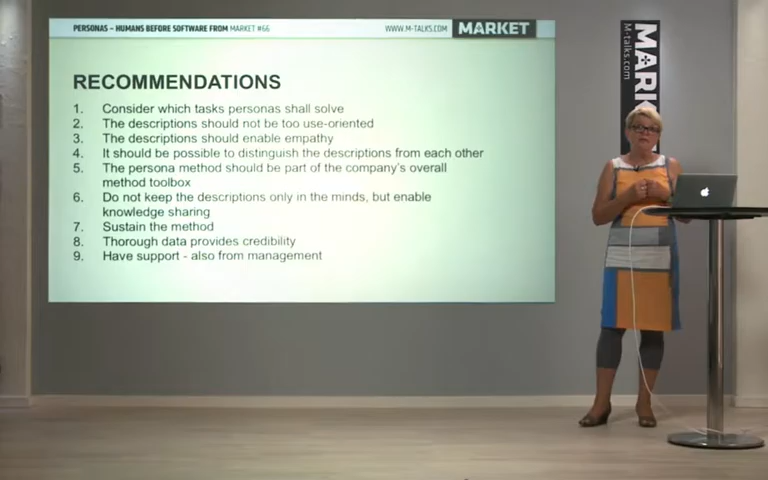 PERSONAS – HUMANS BEFORE SOFTWARE FROM MARKET #66
WWW.M-TALKS.COM
MARKET
RECOMMENDATIONS
1. Consider which tasks personas shall solve
2. The descriptions should not be too use-oriented
3. The descriptions should enable empathy
4. It should be possible to distinguish the descriptions from each other
5. The persona method should be part of the company's overall
method toolbox
6. Do not keep the descriptions only in the minds, but enable
knowledge sharing
7. Sustain the method
8. Thorough data provides credibility
9. Have support - also from management
MARK
M-talks.com